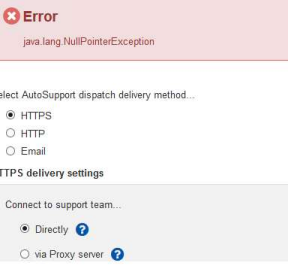 Error
java.lang.NullPointerException
elect AutoSupport dispatch delivery method...
HTTPS
HTTP
Email
TTPS delivery settings
Connect to support team...
Directly ?
via Proxy server ?